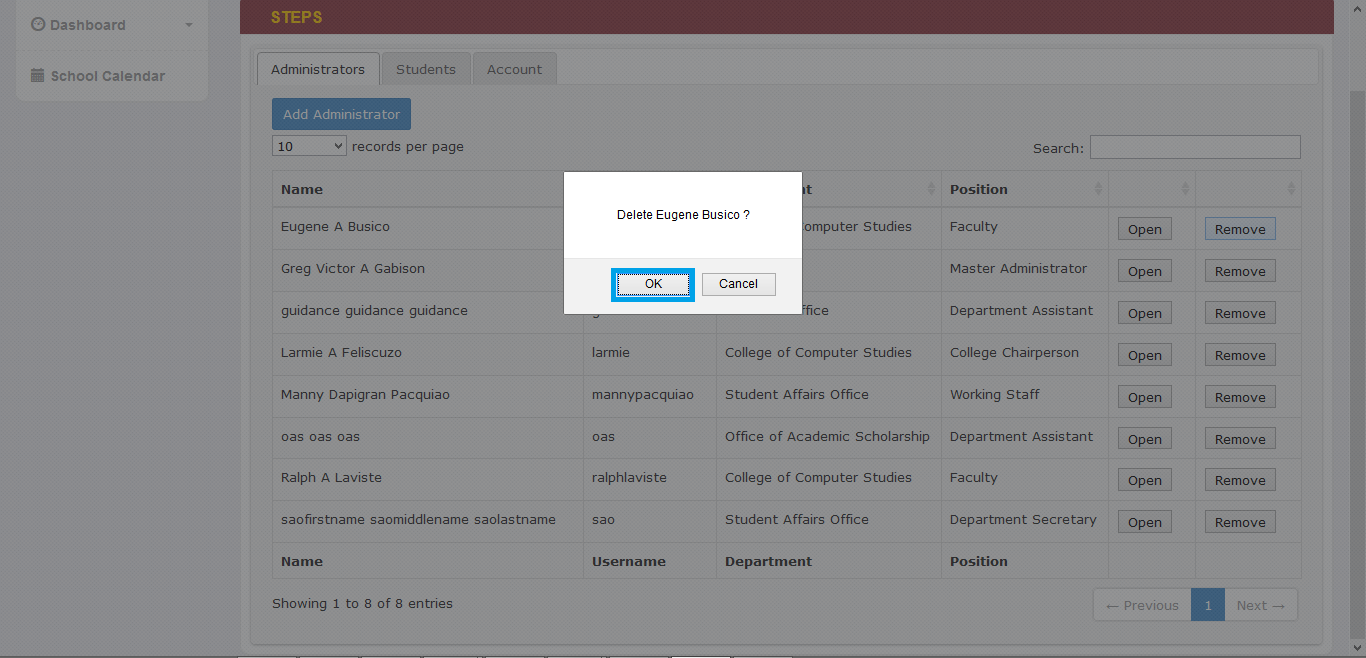 Dashboard
School Calendar
STEPS
Administrators Students Account
Add Administrator
10 records per page
Search:
Name Position
Eugene A Busico Computer Studies Faculty Open Remove
Greg Victor A Gabison Master Administrator Open Remove
guidance guidance guidance Department Assistant Open Remove
Larmie A Feliscuzo larmie College of Computer Studies College Chairperson Open Remove
Manny Dapigran Pacquiao mannypacquiao Student Affairs Office Working Staff Open Remove
oas oas oas oas Office of Academic Scholarship Department Assistant Open Remove
Ralph A Laviste ralphlaviste College of Computer Studies Faculty Open Remove
saofirstname saomiddlename saolastname sao Student Affairs Office Department Secretary Open Remove
Name Username Department Position
Showing 1 to 8 of 8 entries
← Previous 1 Next →
Delete Eugene Busico ?
OK Cancel